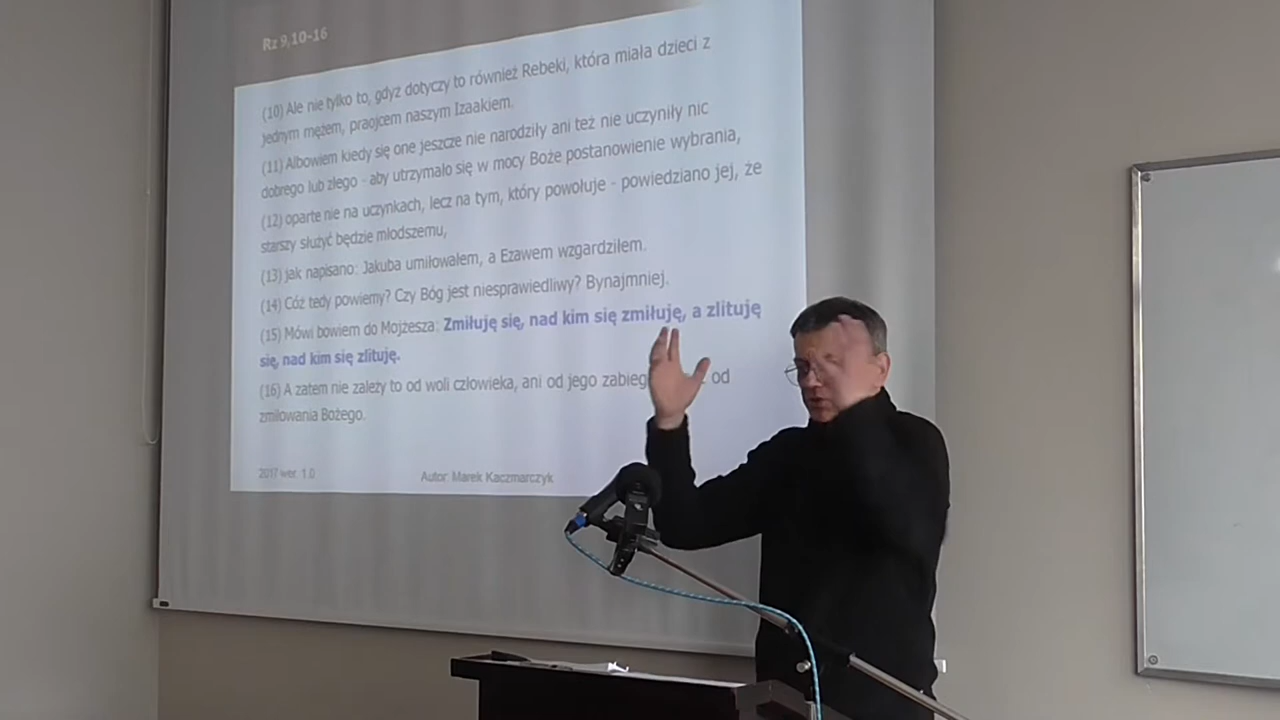 Rz 9,10-16
(10) Ale nie tylko to, gdyż dotyczy to również Rebeki, która miała dzieci z
jednym mężem, praojcem naszym Izaakiem.
(11) Albowiem kiedy się one jeszcze nie narodziły ani też nie uczyniły nic
dobrego lub złego - aby utrzymało się w mocy Boże postanowienie wybrania,
(12) oparte nie na uczynkach, lecz na tym, który powołuje - powiedziano jej, że
starszy służyć będzie młodszemu,
(13) jak napisano: Jakuba umiłowałem, a Ezawem wzgardziłem.
(14) Cóż tedy powiemy? Czy Bóg jest niesprawiedliwy? Bynajmniej.
(15) Mówi bowiem do Mojżesza: Zmiłuję się, nad kim się zmiłuję, a zlituję
się, nad kim się zlituję.
(16) A zatem nie zależy to od woli człowieka, ani od jego od
zmiłowania Bożego.
2017 wer. 1.0
Autor: Marek Kaczmarczyk